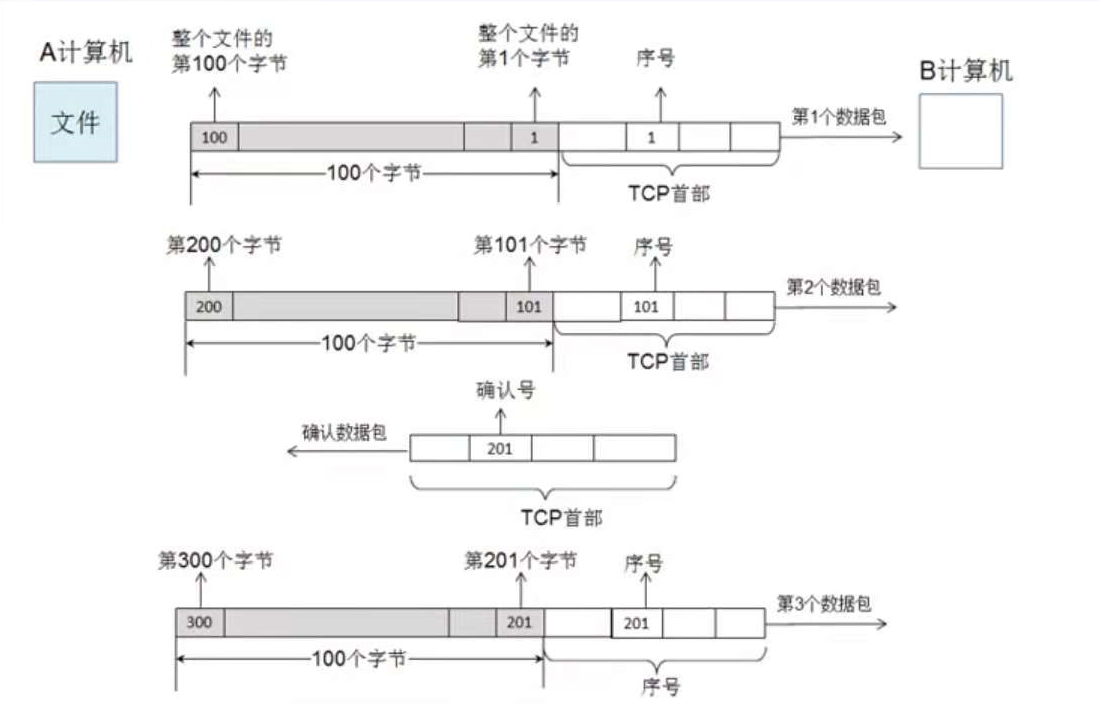 A计算机
文件
整个文件的
第100个字节
整个文件的
第1个字节
序号
B计算机
第1个数据包
100
1
1
100个字节
TCP首部
第200个字节
第101个字节
序号
第2个数据包
200
101
101
100个字节
TCP首部
确认号
确认数据包
201
TCP首部
第300个字节
第201个字节
序号
第3个数据包
300
201
201
100个字节
序号